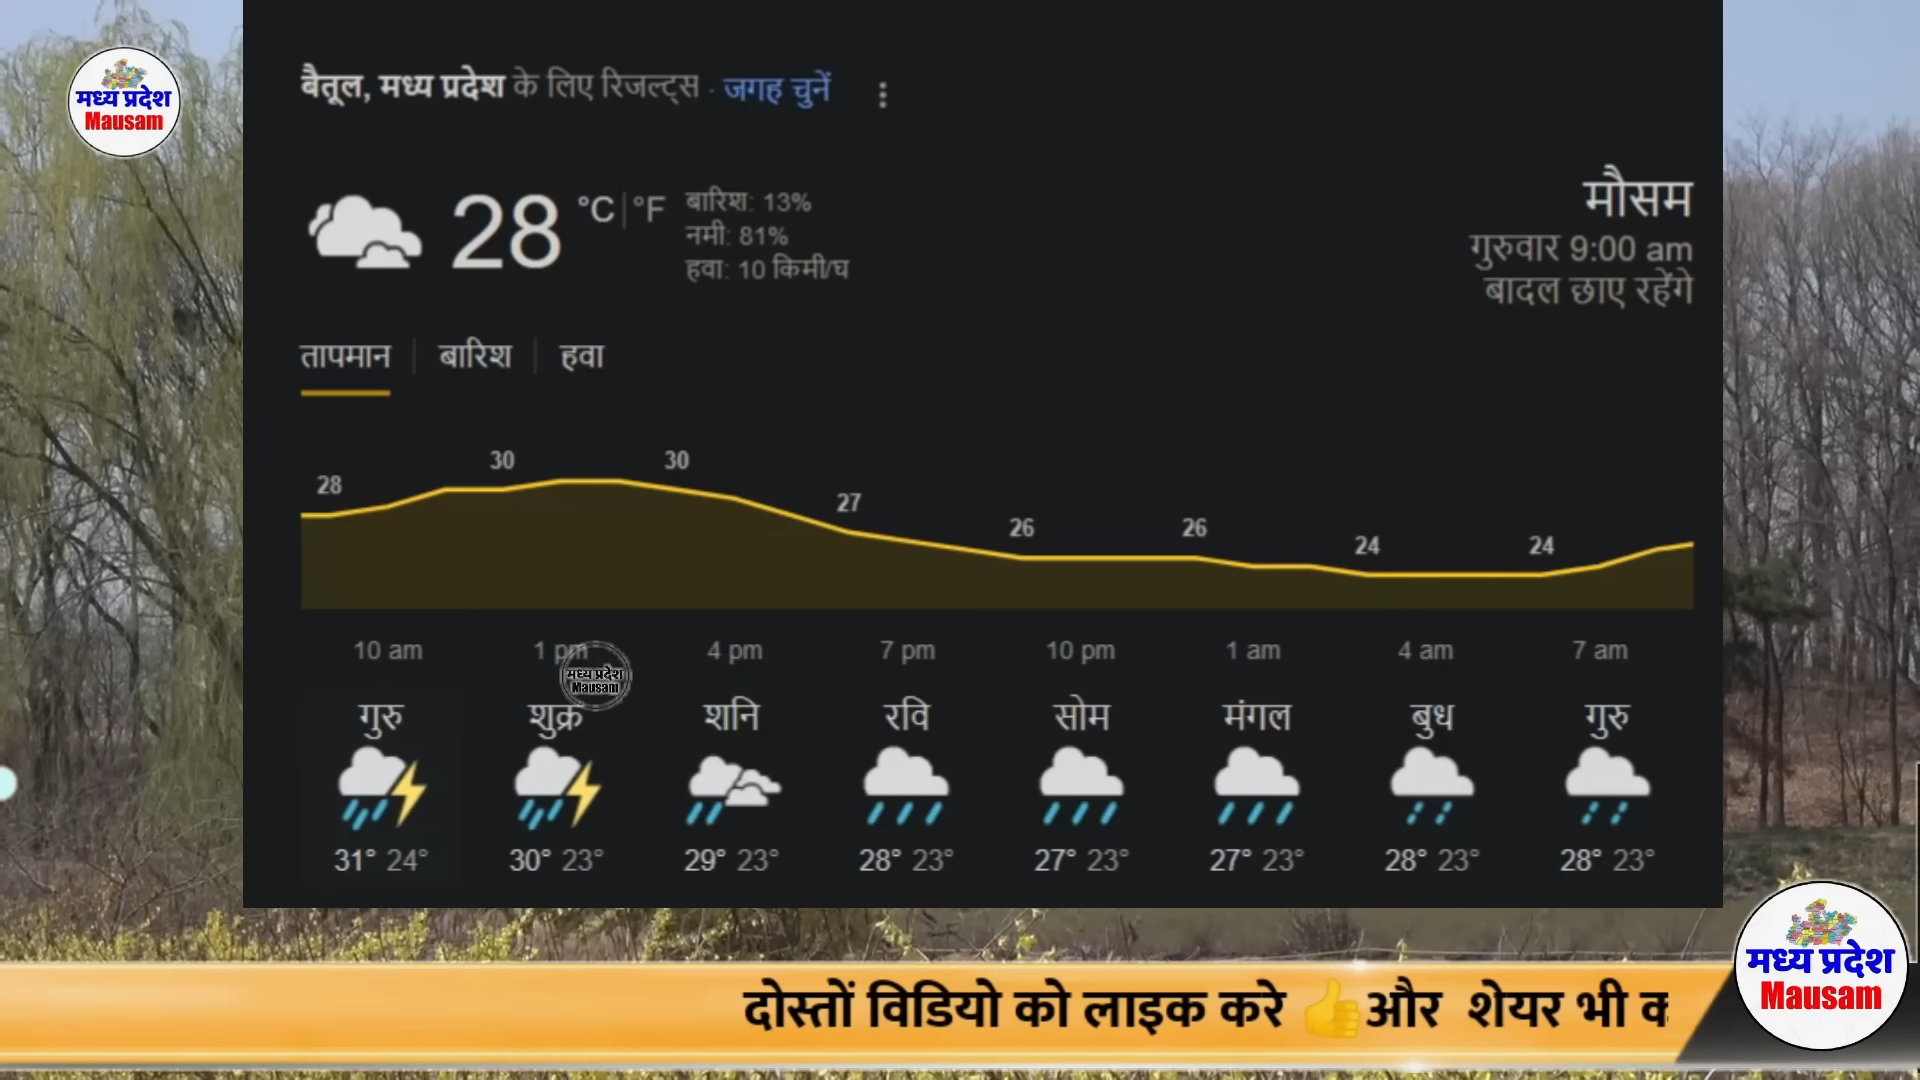 मध्य प्रदेश
Mausam
बैतूल, मध्य प्रदेश के लिए रिजल्ट्स · जगह चुनें
28 °C | °F
बारिश: 13%
नमी: 81%
हवा: 10 किमी/घ
मौसम
गुरुवार 9:00 am
बादल छाए रहेंगे
तापमान | बारिश | हवा
28 30 30 27 26 26 24 24
10 am 1 pm 4 pm 7 pm 10 pm 1 am 4 am 7 am
मध्य प्रदेश
Mausam
गुरु शुक्र शनि रवि सोम मंगल बुध गुरु
31° 24° 30° 23° 29° 23° 28° 23° 27° 23° 27° 23° 28° 23° 28° 23°
दोस्तों विडियो को लाइक करे 👍और शेयर भी
मध्य प्रदेश
Mausam